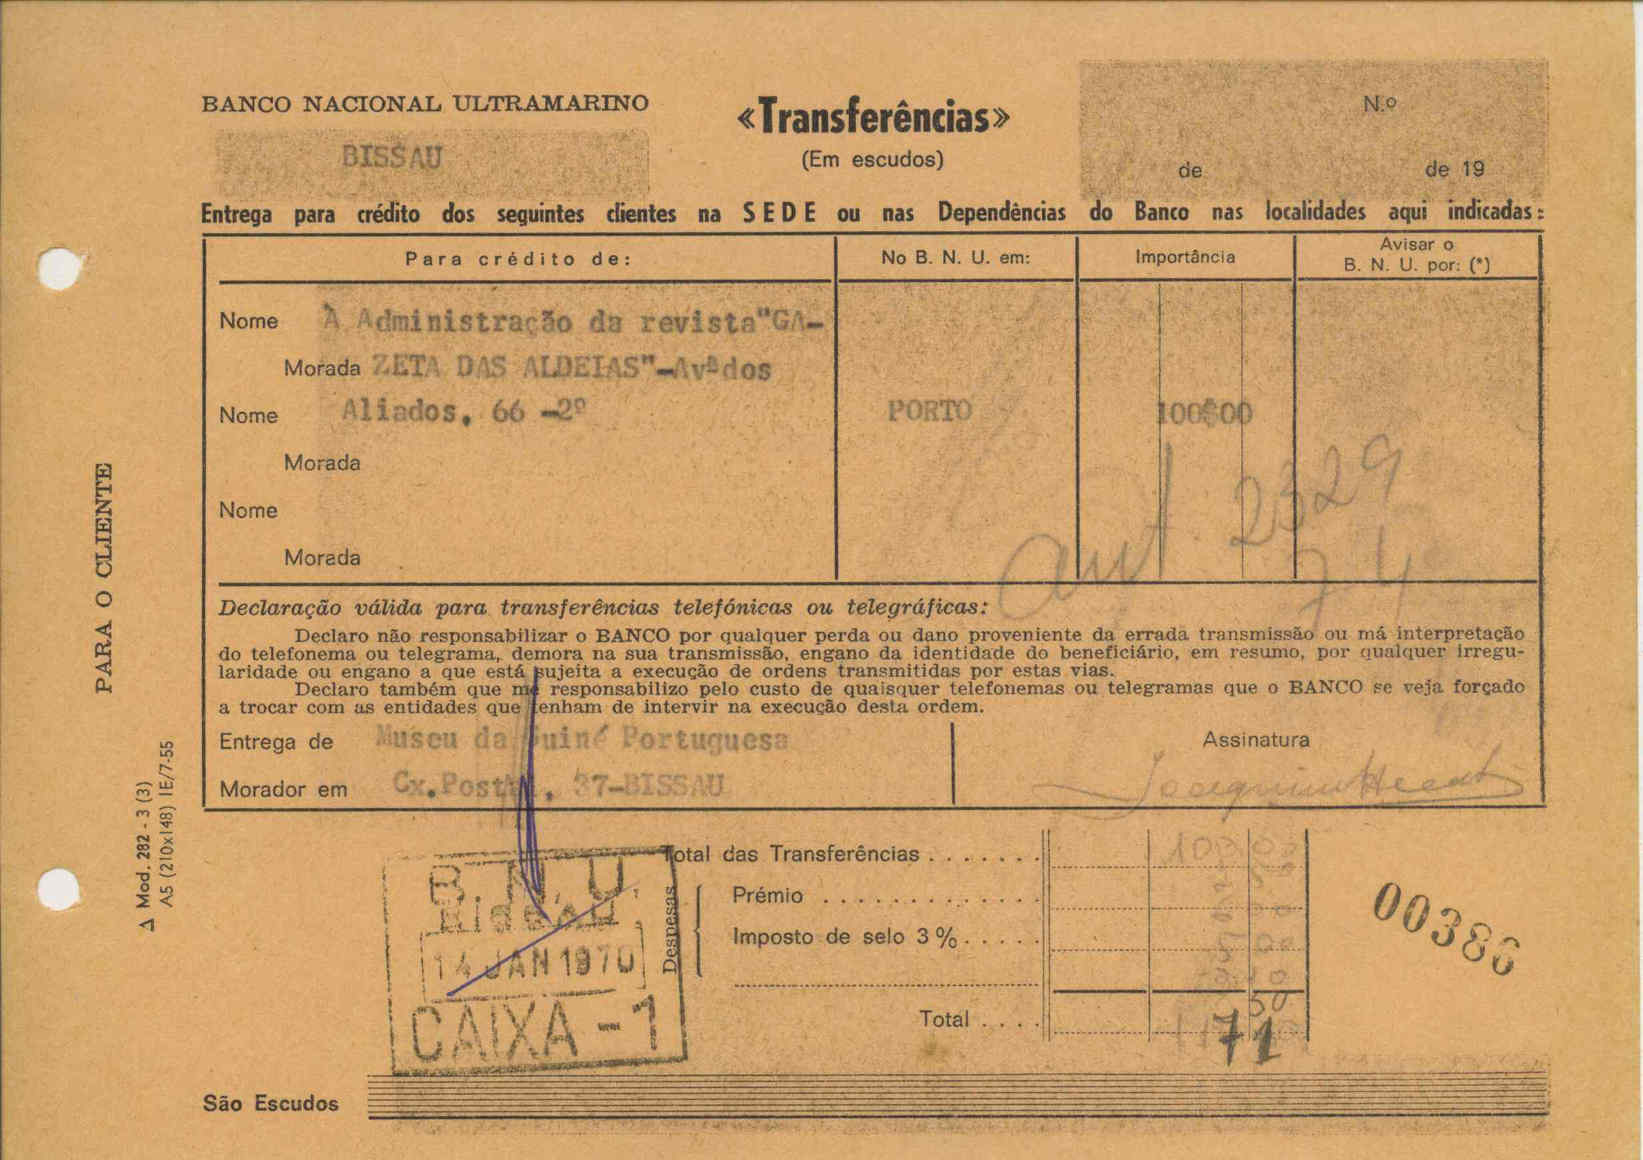 BANCO NACIONAL ULTRAMARINO
BISSAU
«Transferências»
(Em escudos)
N.º
de de 19
Entrega para crédito dos seguintes clientes na SEDE ou nas Dependências do Banco nas localidades aqui indicadas:
Para crédito de: No B. N. U. em: Importância Avisar o
B. N. U. por: (*)
Nome À Administração da revista"GA-
Morada ZETA DAS ALDEIAS"-Avªdos
Nome Aliados. 66 -2º PORTO 100$00
Morada
Nome
Morada
aut 2329
74
Declaração válida para transferências telefónicas ou telegráficas:
Declaro não responsabilizar o BANCO por qualquer perda ou dano proveniente da errada transmissão ou má interpretação
do telefonema ou telegrama, demora na sua transmissão, engano da identidade do beneficiário, em resumo, por qualquer irregu-
laridade ou engano a que está sujeita a execução de ordens transmitidas por estas vias.
Declaro também que me responsabilizo pelo custo de quaisquer telefonemas ou telegramas que o BANCO se veja forçado
a trocar com as entidades que tenham de intervir na execução desta ordem.
Entrega de Museu da Guiné Portuguesa
Assinatura
Morador em Cx.Postal. 37-BISSAU
Joaquim
Total das Transferências . . . . . . . 100
Despesas
Prémio . . . . . . . . . . . . .
Imposto de selo 3 % . . . . .
Total . . . .
71
B. N. U.
Bissau
14 JAN 1970
CAIXA-1
00386
São Escudos
PARA O CLIENTE
Δ Mod. 282 - 3 (3)
A5 (210x148) IE/7-55